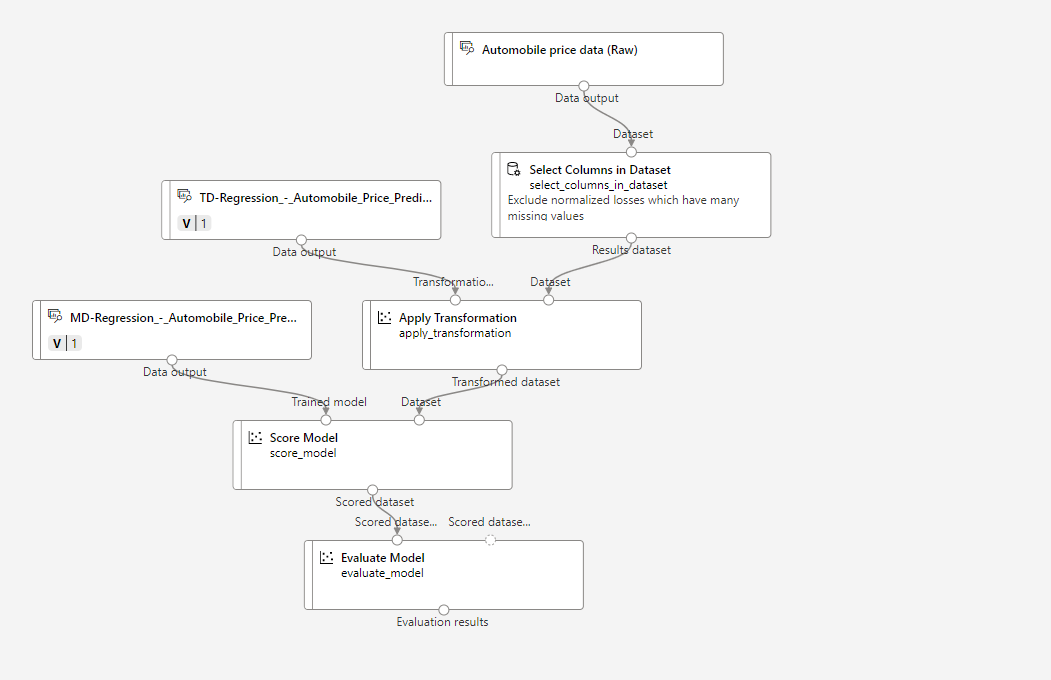 Automobile price data (Raw)
Data output
Dataset
Select Columns in Dataset
select_columns_in_dataset
Exclude normalized losses which have many
missing values
Results dataset
TD-Regression_-_Automobile_Price_Predi...
V 1
Data output
Transformatio...
Dataset
Apply Transformation
apply_transformation
Transformed dataset
MD-Regression_-_Automobile_Price_Pre...
V 1
Data output
Trained model
Dataset
Score Model
score_model
Scored dataset
Scored datase...
Scored datase...
Evaluate Model
evaluate_model
Evaluation results